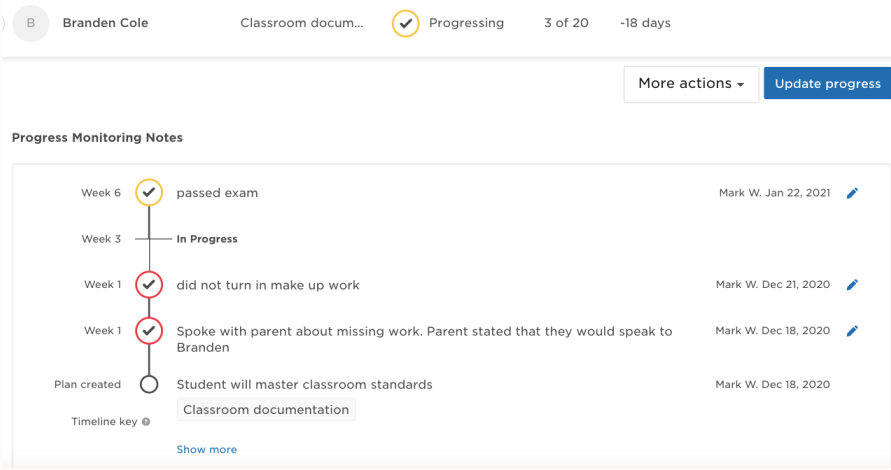 B Branden Cole Classroom docum... Progressing 3 of 20 -18 days
More actions Update progress
Progress Monitoring Notes
Week 6 passed exam Mark W. Jan 22, 2021
Week 3 In Progress
Week 1 did not turn in make up work Mark W. Dec 21, 2020
Week 1 Spoke with parent about missing work. Parent stated that they would speak to Mark W. Dec 18, 2020
Branden
Plan created Student will master classroom standards Mark W. Dec 18, 2020
Classroom documentation
Timeline key ?
Show more